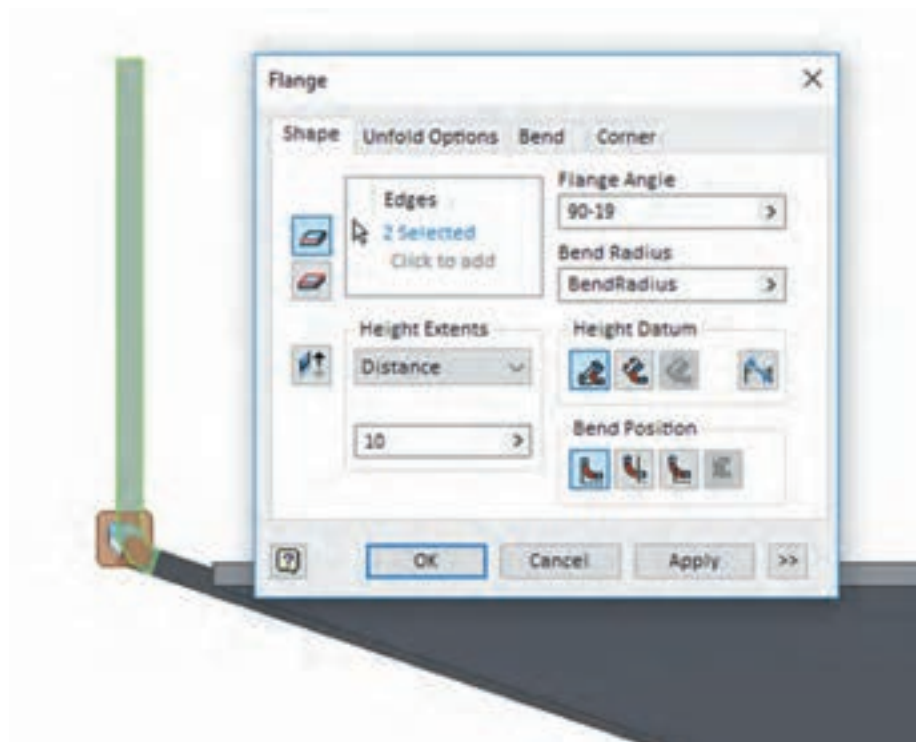 Flange
Shape Unfold Options Bend Corner
Edges
2 Selected
Click to add
Flange Angle
90-19
Bend Radius
BendRadius
Height Extents
Distance
10
Height Datum
Bend Position
OK Cancel Apply >>